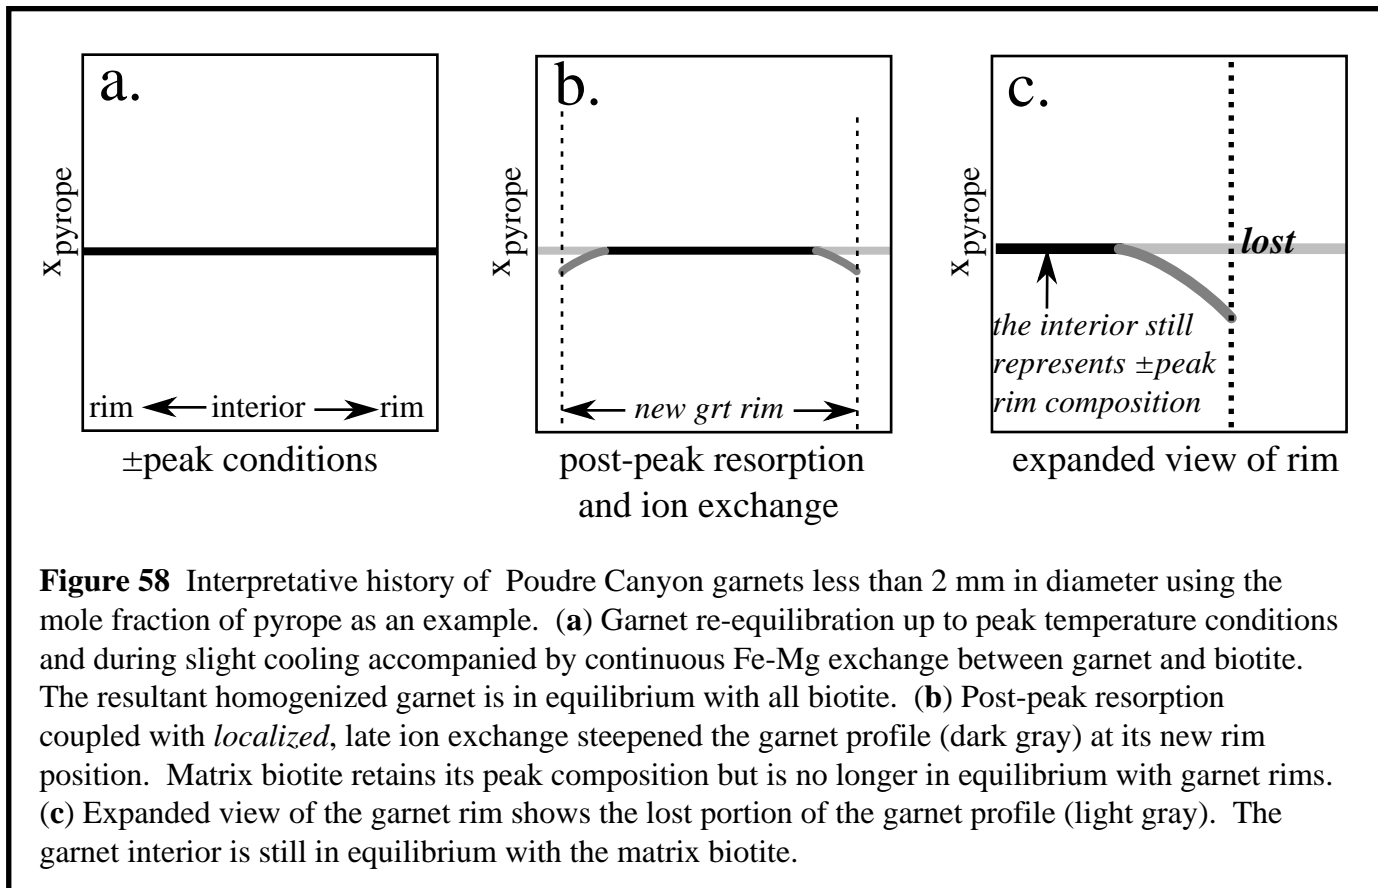 a.
x pyrope
rim interior rim
±peak conditions
b.
x pyrope
new grt rim
post-peak resorption
and ion exchange
c.
x pyrope
lost
the interior still
represents ±peak
rim composition
expanded view of rim
Figure 58 Interpretative history of Poudre Canyon garnets less than 2 mm in diameter using the
mole fraction of pyrope as an example. (a) Garnet re-equilibration up to peak temperature conditions
and during slight cooling accompanied by continuous Fe-Mg exchange between garnet and biotite.
The resultant homogenized garnet is in equilibrium with all biotite. (b) Post-peak resorption
coupled with localized, late ion exchange steepened the garnet profile (dark gray) at its new rim
position. Matrix biotite retains its peak composition but is no longer in equilibrium with garnet rims.
(c) Expanded view of the garnet rim shows the lost portion of the garnet profile (light gray). The
garnet interior is still in equilibrium with the matrix biotite.